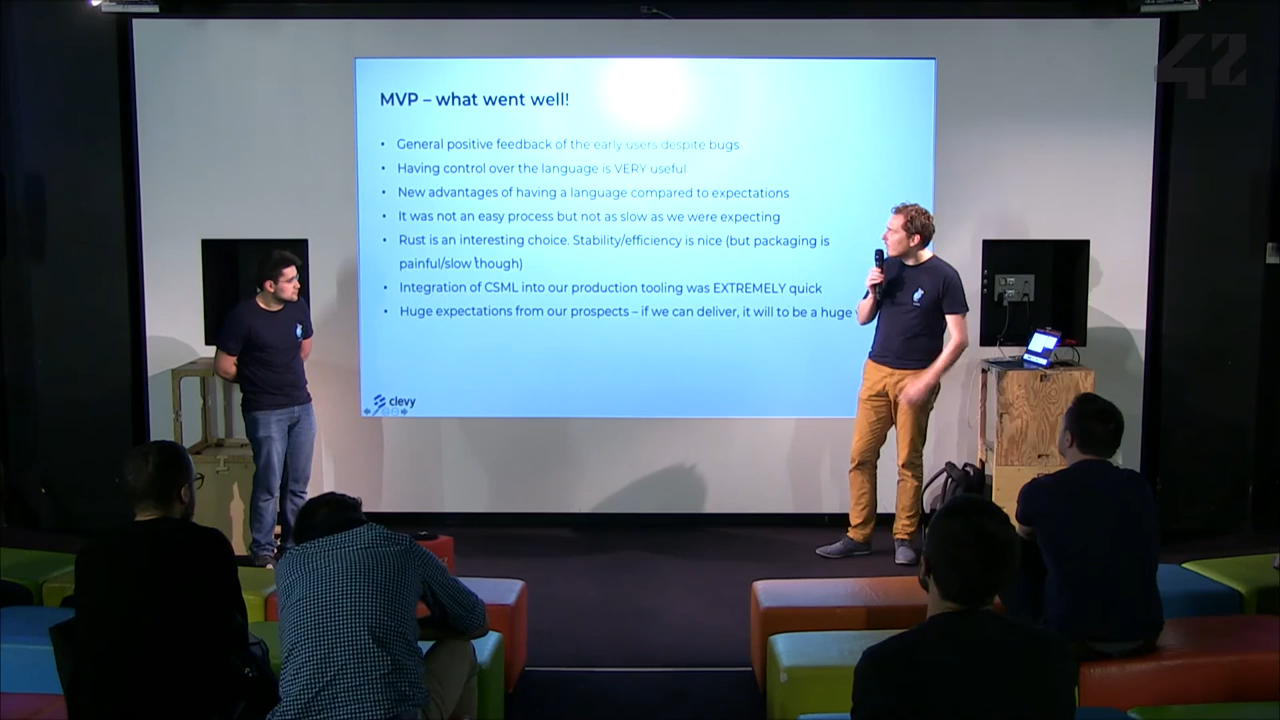 42
MVP – what went well!
• General positive feedback of the early users despite bugs
• Having control over the language is VERY useful
• New advantages of having a language compared to expectations
• It was not an easy process but not as slow as we were expecting
• Rust is an interesting choice. Stability/efficiency is nice (but packaging is
painful/slow though)
• Integration of CSML into our production tooling was EXTREMELY quick
• Huge expectations from our prospects – if we can deliver, it will to be a huge
clevy